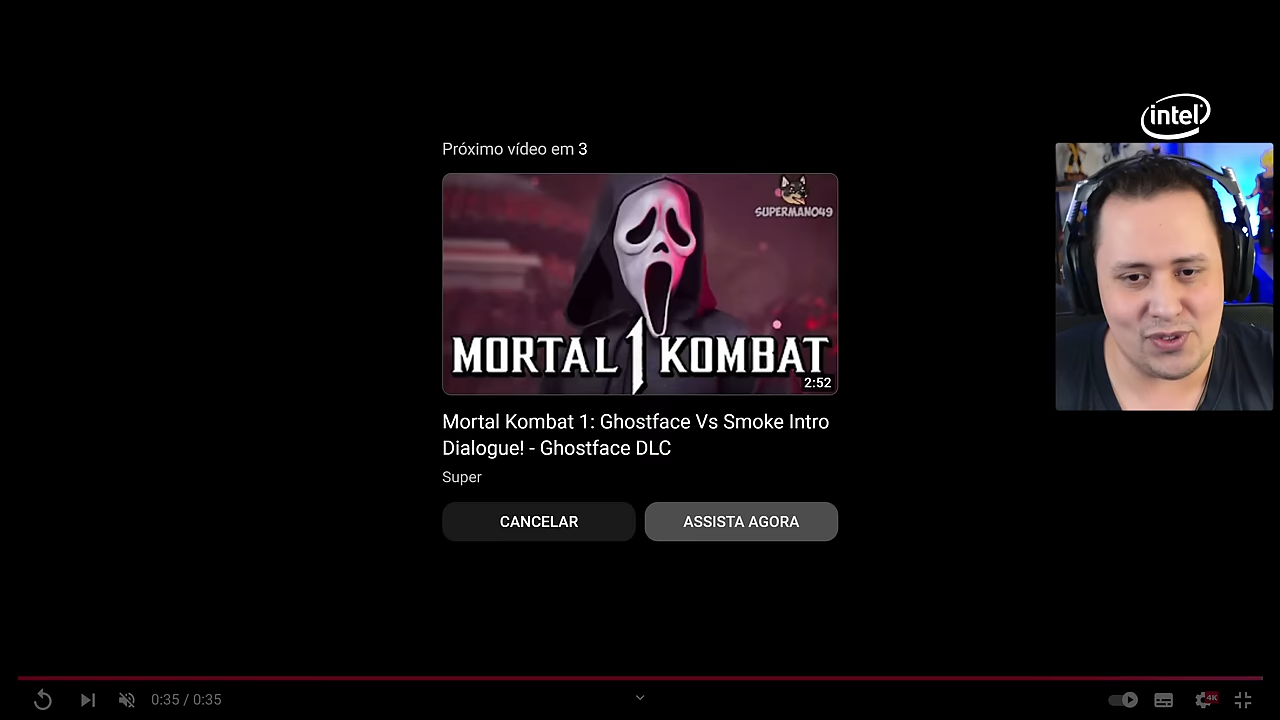 intel
Próximo vídeo em 3
SUPERMANO49
MORTAL 1 KOMBAT
2:52
Mortal Kombat 1: Ghostface Vs Smoke Intro
Dialogue! - Ghostface DLC
Super
CANCELAR
ASSISTA AGORA
0:35 / 0:35
4K